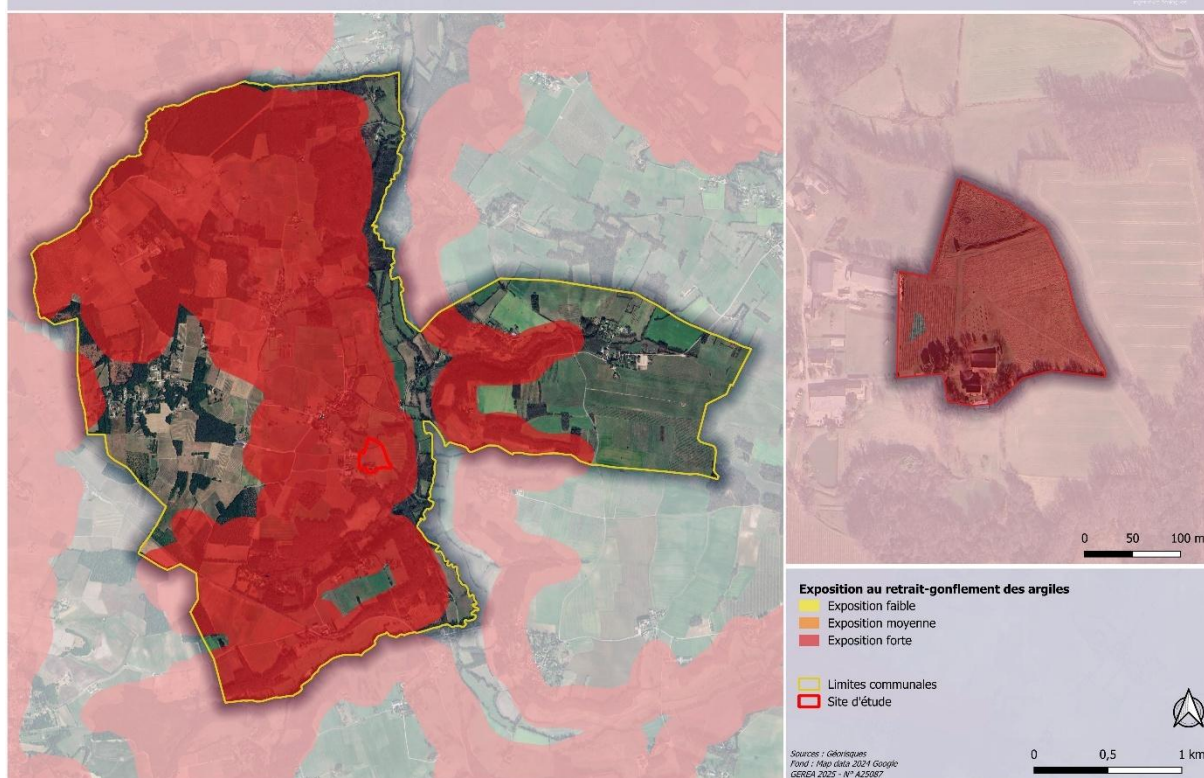 0 50 100 m
Exposition au retrait-gonflement des argiles
Exposition faible
Exposition moyenne
Exposition forte
Limites communales
Site d'étude
Sources : Géorisques
Fond : Map data 2024 Google
GEREA 2025 - N° A25087
0 0,5 1 km